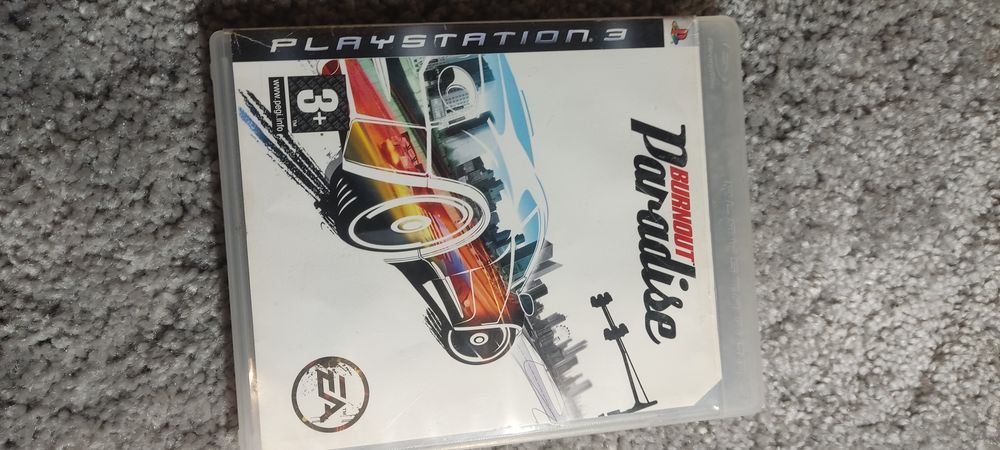 PLAYSTATION 3
BURNOUT
Paradise
3+
www.pegi.info
EA